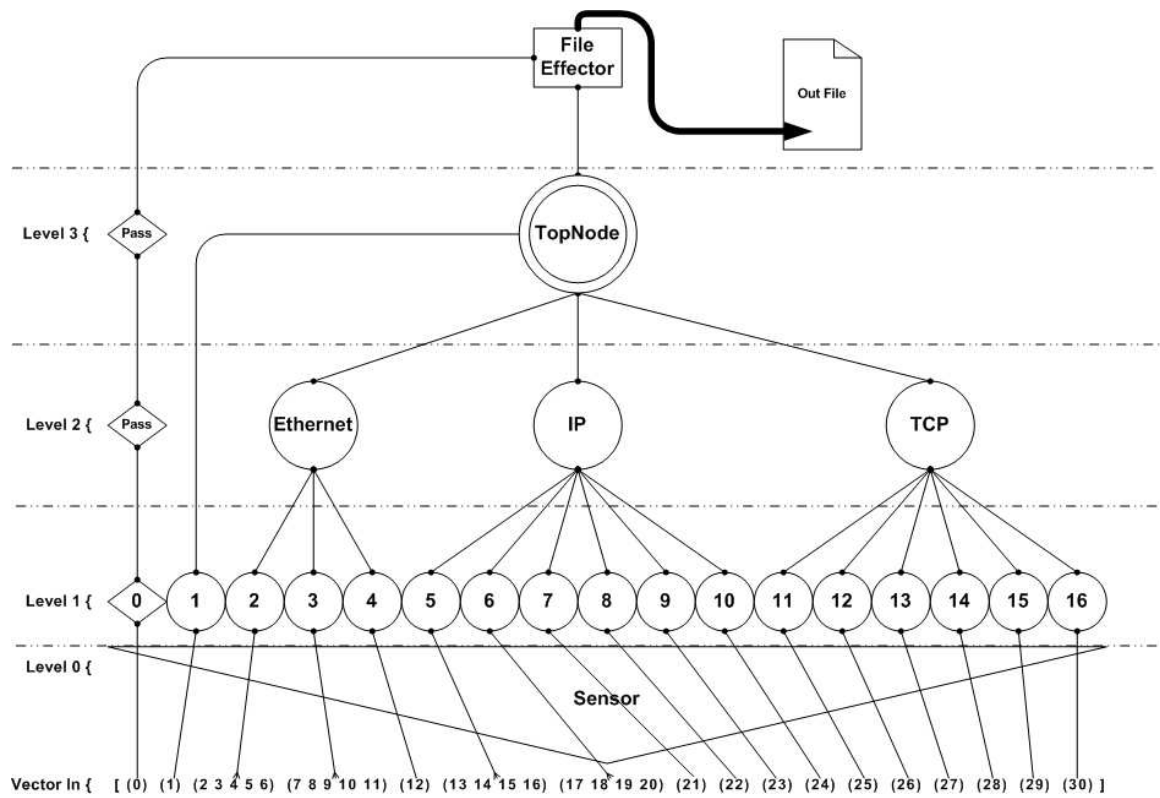 File
Effector
Out File
Level 3 { Pass TopNode
Level 2 { Pass Ethernet IP TCP
Level 1 { 0 1 2 3 4 5 6 7 8 9 10 11 12 13 14 15 16
Level 0 {
Sensor
Vector In { [ (0) (1) (2 3 4 5 6) (7 8 9 10 11) (12) (13 14 15 16) (17 18 19 20) (21) (22) (23) (24) (25) (26) (27) (28) (29) (30) ]